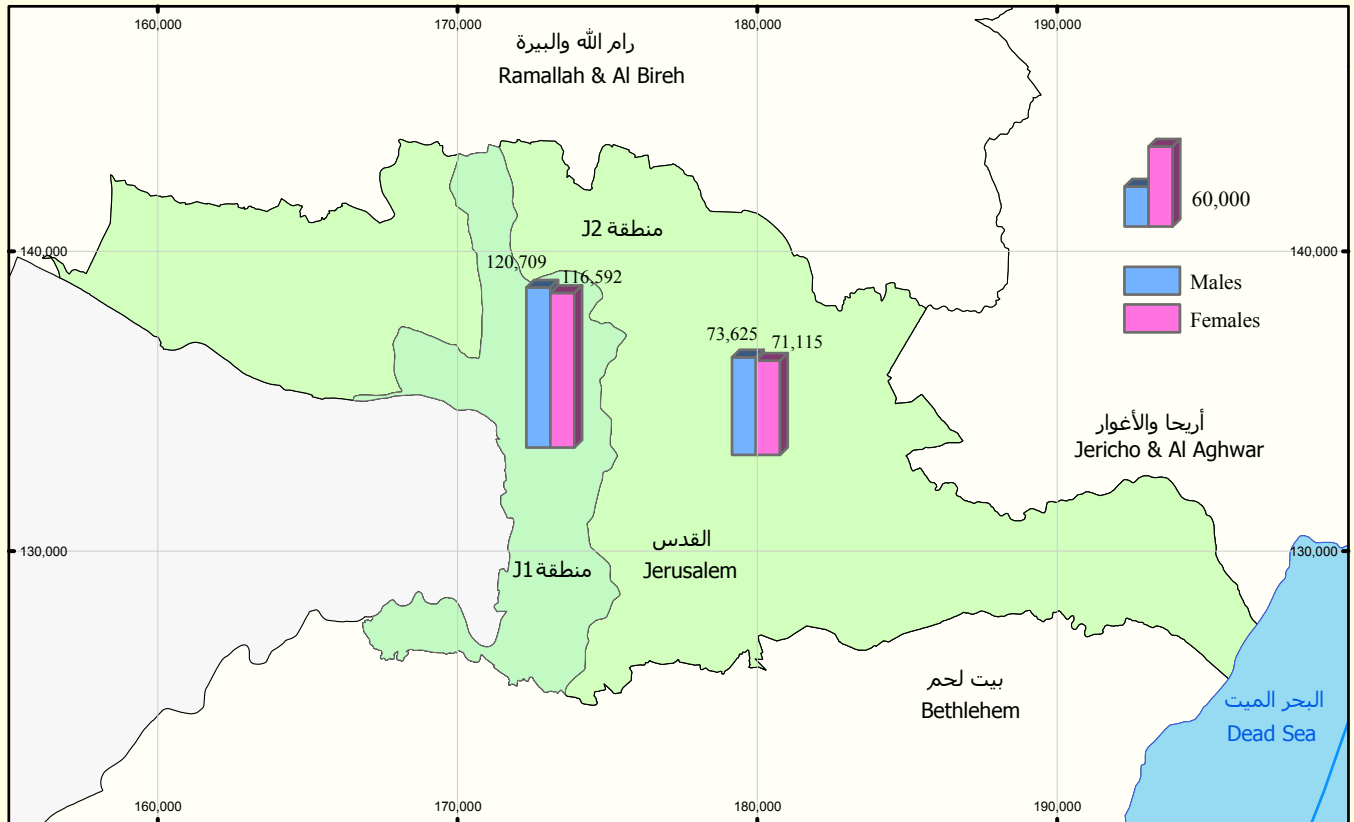 160,000
170,000
180,000
190,000
رام الله والبيرة
Ramallah & Al Bireh
60,000
منطقة J2
140,000
140,000
120,709
116,592
Males
Females
73,625
71,115
أريحا والأغوار
Jericho & Al Aghwar
القدس
Jerusalem
130,000
130,000
منطقة J1
بيت لحم
Bethlehem
البحر الميت
Dead Sea
160,000
170,000
180,000
190,000